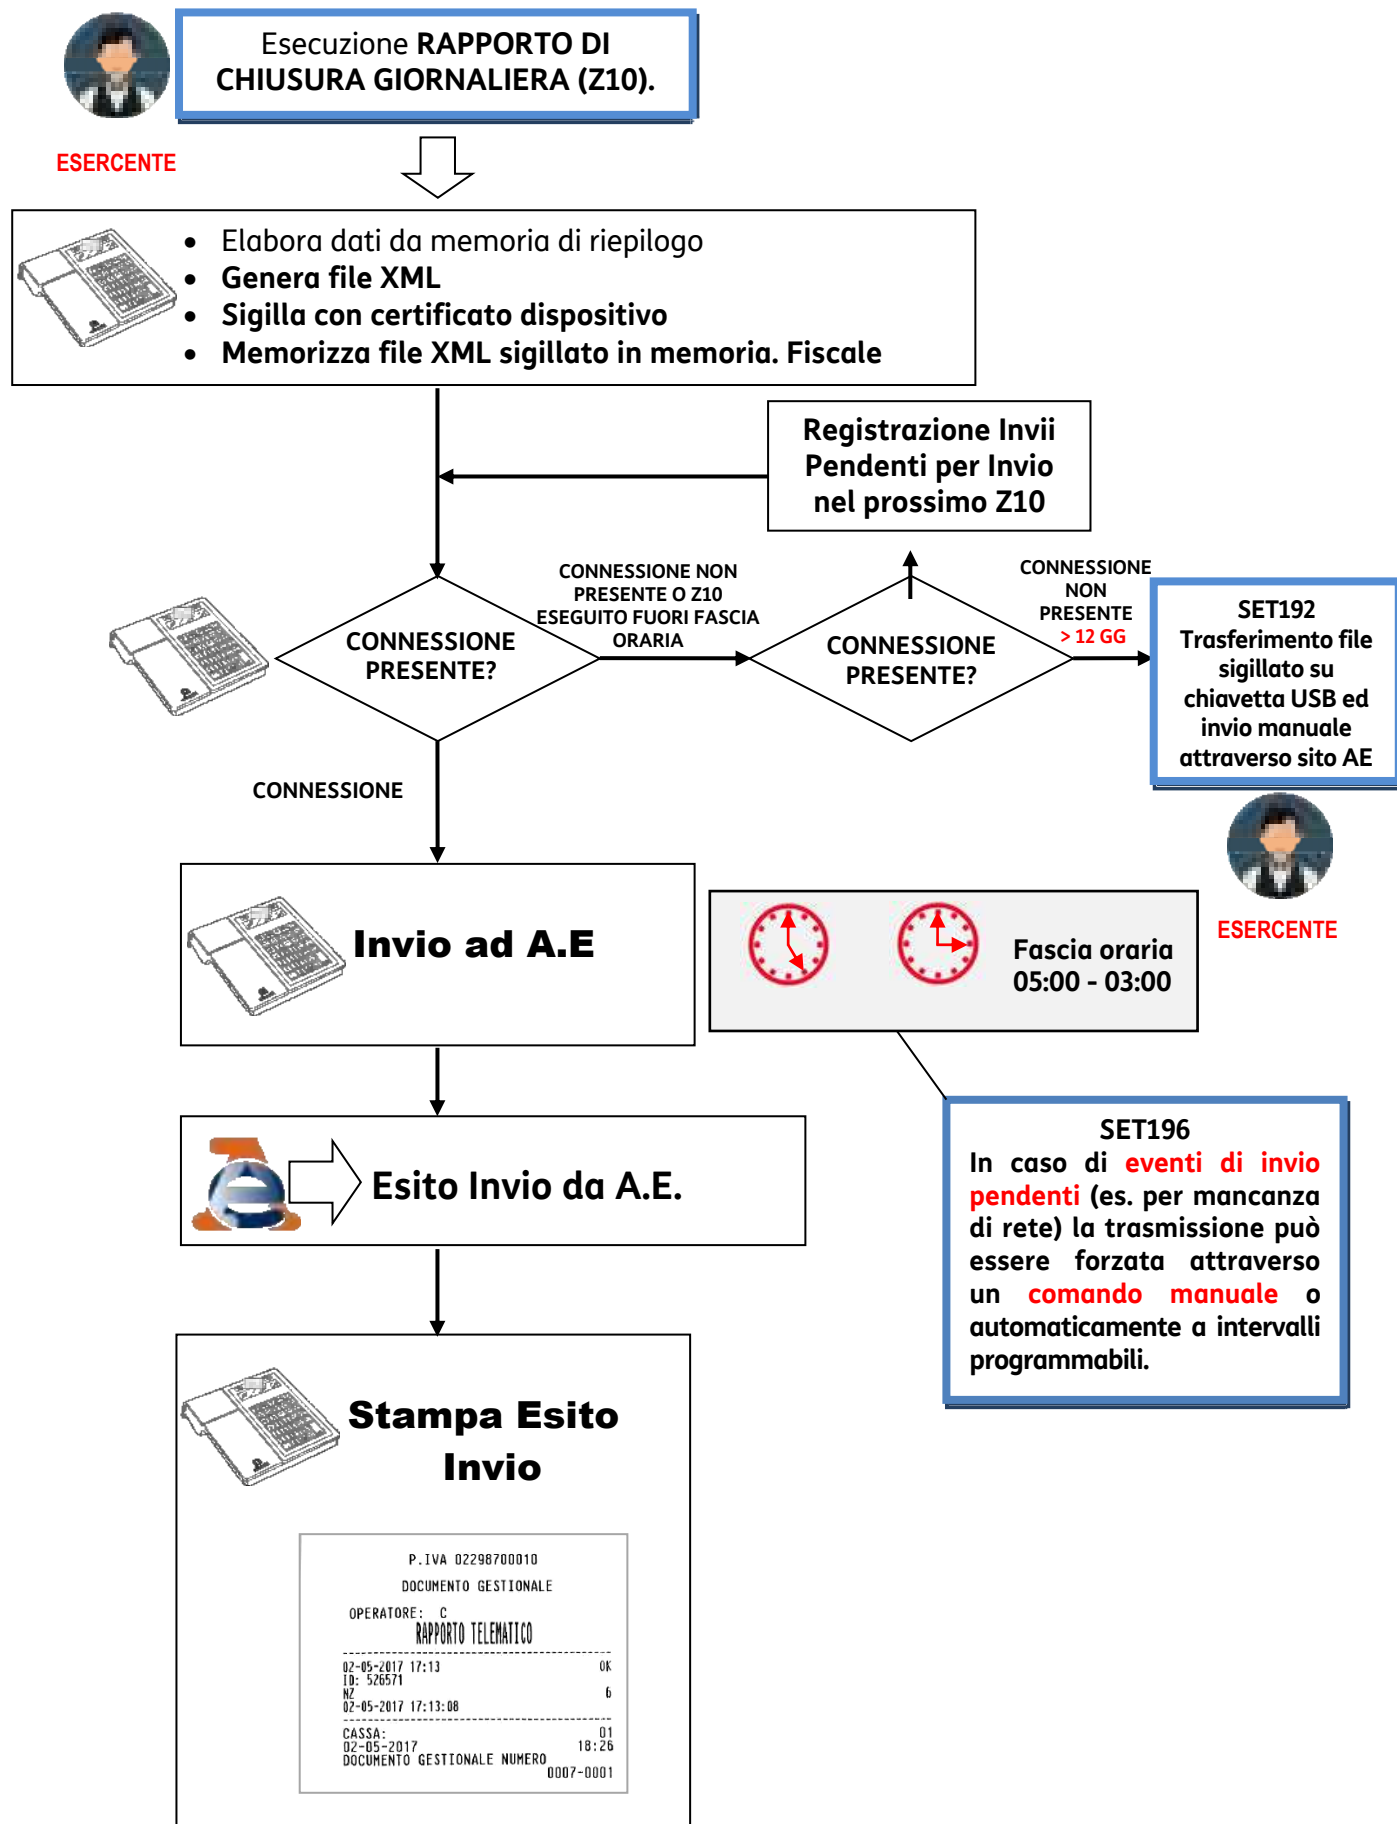 Esecuzione RAPPORTO DI
CHIUSURA GIORNALIERA (Z10).
ESERCENTE
• Elabora dati da memoria di riepilogo
• Genera file XML
• Sigilla con certificato dispositivo
• Memorizza file XML sigillato in memoria. Fiscale
Registrazione Invii
Pendenti per Invio
nel prossimo Z10
CONNESSIONE NON
PRESENTE O Z10
ESEGUITO FUORI FASCIA
ORARIA
CONNESSIONE
NON
PRESENTE
> 12 GG
CONNESSIONE
PRESENTE?
CONNESSIONE
PRESENTE?
SET192
Trasferimento file
sigillato su
chiavetta USB ed
invio manuale
attraverso sito AE
CONNESSIONE
ESERCENTE
Invio ad A.E
Fascia oraria
05:00 - 03:00
Esito Invio da A.E.
SET196
In caso di eventi di invio
pendenti (es. per mancanza
di rete) la trasmissione può
essere forzata attraverso
un comando manuale o
automaticamente a intervalli
programmabili.
Stampa Esito
Invio
P.IVA 02298700010
DOCUMENTO GESTIONALE
OPERATORE: C
RAPPORTO TELEMATICO
02-05-2017 17:13 OK
ID: 526571
NZ 6
02-05-2017 17:13:08
CASSA: 01
02-05-2017 18:26
DOCUMENTO GESTIONALE NUMERO
0007-0001